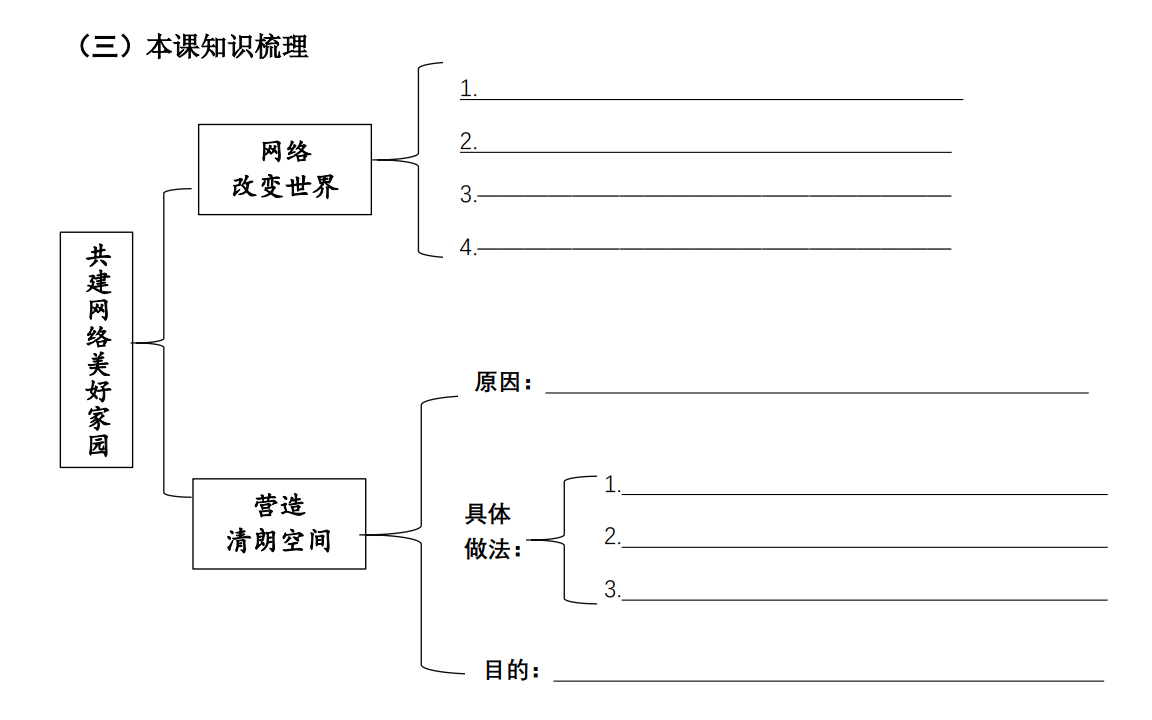 （三）本课知识梳理
共建网络美好家园
网络
改变世界
1.
2.
3.
4.
营造
清朗空间
原因：
具体
做法：
1.
2.
3.
目的：